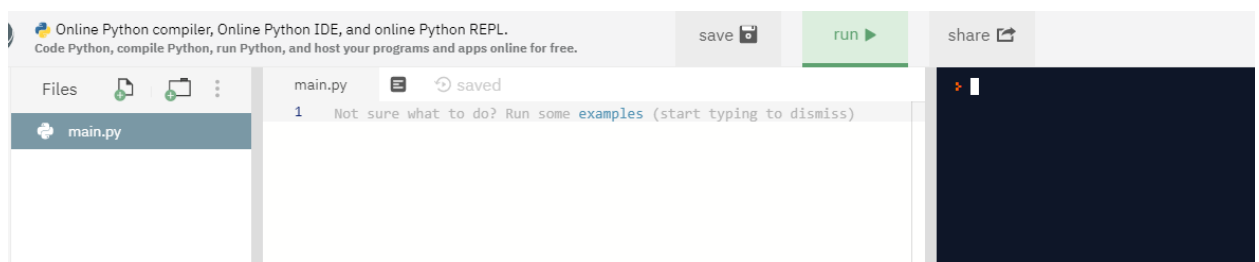 Online Python compiler, Online Python IDE, and online Python REPL.
Code Python, compile Python, run Python, and host your programs and apps online for free.
save
run
share
Files
main.py
main.py
saved
1 Not sure what to do? Run some examples (start typing to dismiss)